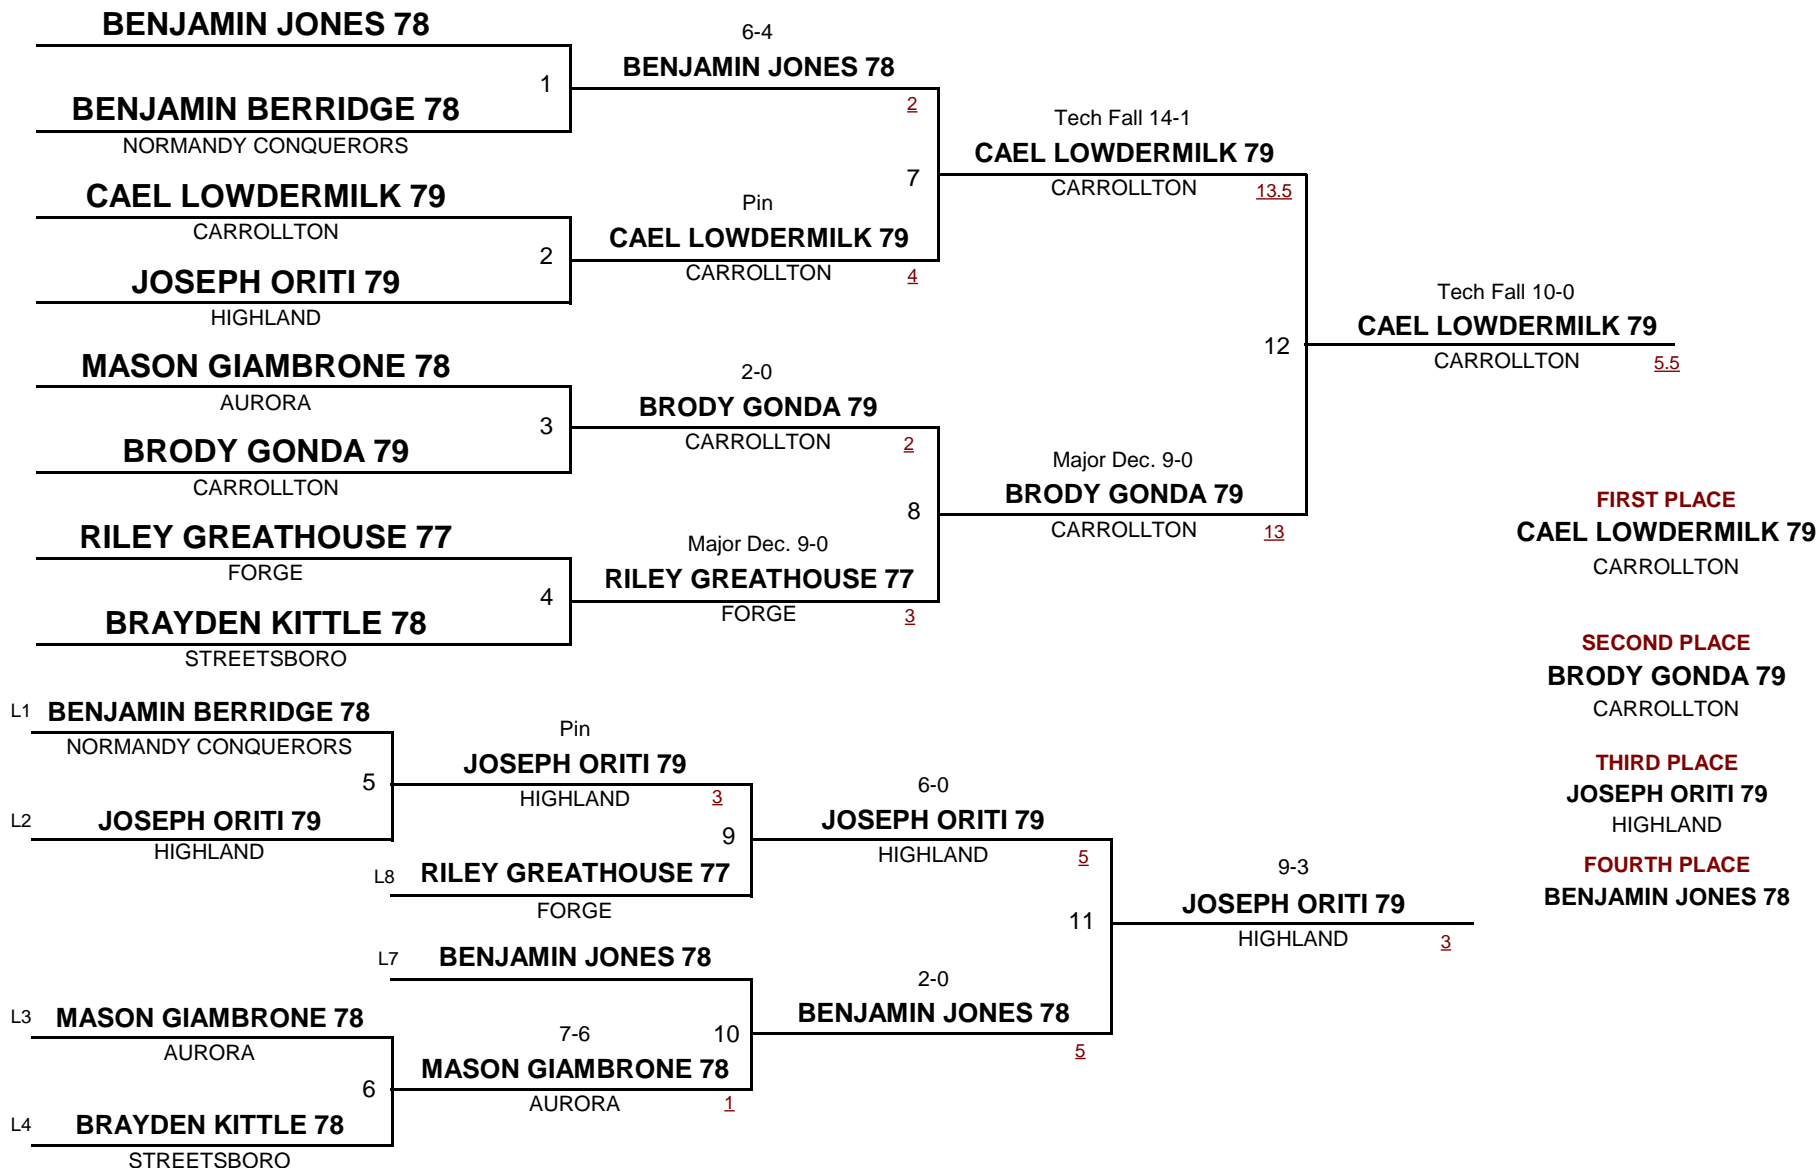 BENJAMIN JONES 78
1
BENJAMIN BERRIDGE 78
NORMANDY CONQUERORS
6-4
BENJAMIN JONES 78
2
CAEL LOWDERMILK 79
CARROLLTON
2
JOSEPH ORITI 79
HIGHLAND
Pin
CAEL LOWDERMILK 79
CARROLLTON
4
7
Tech Fall 14-1
CAEL LOWDERMILK 79
CARROLLTON
13.5
MASON GIAMBRONE 78
AURORA
3
BRODY GONDA 79
CARROLLTON
2-0
BRODY GONDA 79
CARROLLTON
2
RILEY GREATHOUSE 77
FORGE
4
BRAYDEN KITTLE 78
STREETSBORO
Major Dec. 9-0
RILEY GREATHOUSE 77
FORGE
3
8
Major Dec. 9-0
BRODY GONDA 79
CARROLLTON
13
12
Tech Fall 10-0
CAEL LOWDERMILK 79
CARROLLTON
5.5
FIRST PLACE
CAEL LOWDERMILK 79
CARROLLTON
SECOND PLACE
BRODY GONDA 79
CARROLLTON
THIRD PLACE
JOSEPH ORITI 79
HIGHLAND
FOURTH PLACE
BENJAMIN JONES 78
L1 BENJAMIN BERRIDGE 78
NORMANDY CONQUERORS
5
L2 JOSEPH ORITI 79
HIGHLAND
Pin
JOSEPH ORITI 79
HIGHLAND
3
9
L8 RILEY GREATHOUSE 77
FORGE
6-0
JOSEPH ORITI 79
HIGHLAND
5
L7 BENJAMIN JONES 78
L3 MASON GIAMBRONE 78
AURORA
6
L4 BRAYDEN KITTLE 78
STREETSBORO
7-6
MASON GIAMBRONE 78
AURORA
1
10
2-0
BENJAMIN JONES 78
5
11
9-3
JOSEPH ORITI 79
HIGHLAND
3